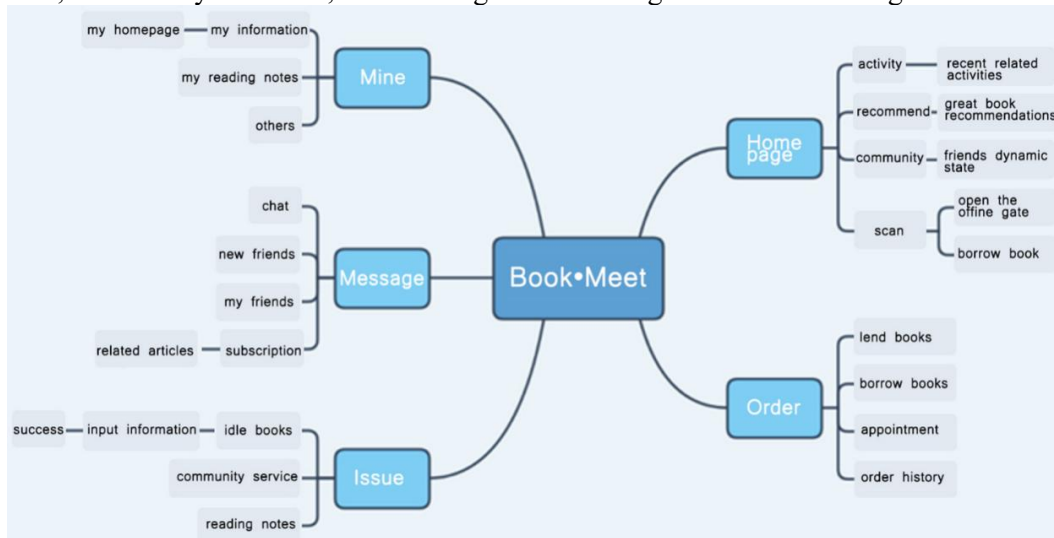 my homepage
my information
my reading notes
others
Mine
chat
new friends
my friends
related articles
subscription
Message
success
input information
idle books
community service
reading notes
Issue
Book•Meet
Home
page
activity
recent related
activities
recommend
great book
recommendations
community
friends dynamic
state
scan
open the
offine gate
borrow book
Order
lend books
borrow books
appointment
order history